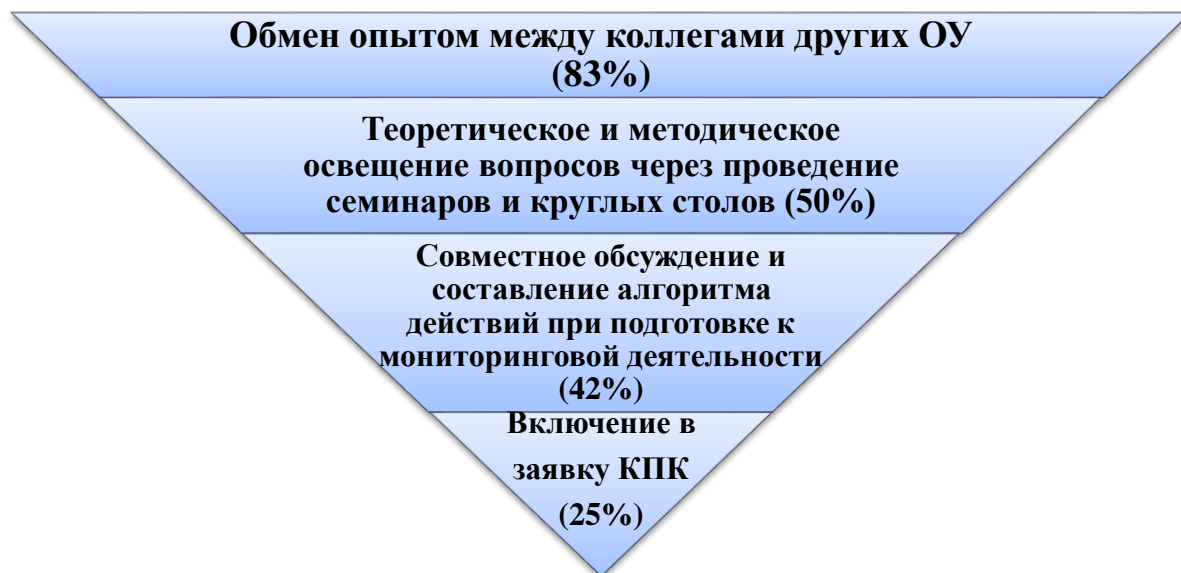 Обмен опытом между коллегами других ОУ
(83%)
Теоретическое и методическое
освещение вопросов через проведение
семинаров и круглых столов (50%)
Совместное обсуждение и
составление алгоритма
действий при подготовке к
мониторинговой деятельности
(42%)
Включение в
заявку КПК
(25%)